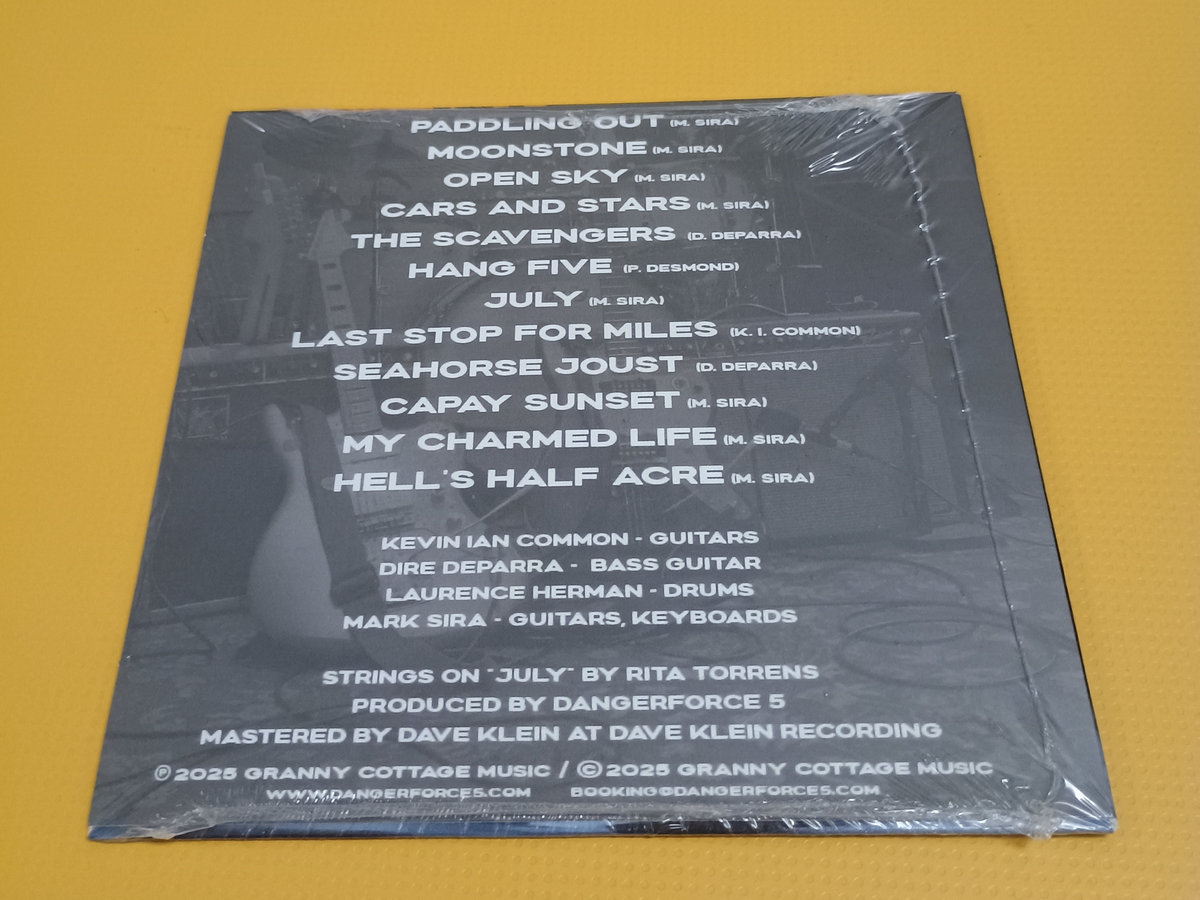 PADDLING OUT (M. SIRA)
MOONSTONE (M. SIRA)
OPEN SKY (M. SIRA)
CARS AND STARS (M. SIRA)
THE SCAVENGERS (D. DEPARRA)
HANG FIVE (P. DESMOND)
JULY (M. SIRA)
LAST STOP FOR MILES (K. I. COMMON)
SEAHORSE JOUST (D. DEPARRA)
CAPAY SUNSET (M. SIRA)
MY CHARMED LIFE (M. SIRA)
HELL'S HALF ACRE (M. SIRA)
KEVIN IAN COMMON - GUITARS
DIRE DEPARRA - BASS GUITAR
LAURENCE HERMAN - DRUMS
MARK SIRA - GUITARS, KEYBOARDS
STRINGS ON "JULY" BY RITA TORRENS
PRODUCED BY DANGERFORCE 5
MASTERED BY DAVE KLEIN AT DAVE KLEIN RECORDING
℗ 2025 GRANNY COTTAGE MUSIC / © 2025 GRANNY COTTAGE MUSIC
WWW.DANGERFORCE5.COM BOOKING@DANGERFORCE5.COM